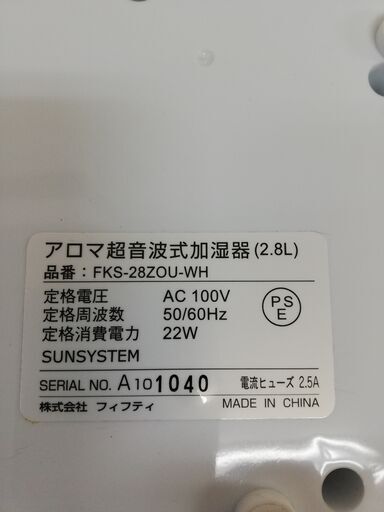 アロマ超音波式加湿器(2.8L)
品番：FKS-28ZOU-WH
定格電圧 AC 100V
定格周波数 50/60Hz
定格消費電力 22W
PS
E
SUNSYSTEM
SERIAL NO. A101040 電流ヒューズ 2.5A
株式会社 フィフティ MADE IN CHINA